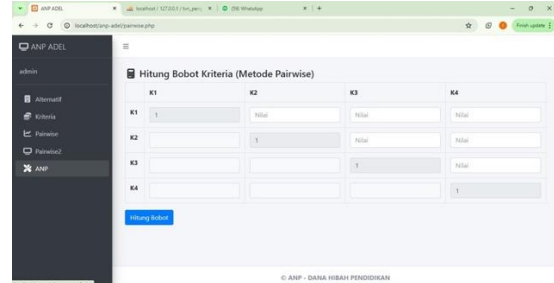 ANP ADEL
localhost / 127.0.0.1 /
(59) WhatsApp
localhost/anp-adel/pairwise.php
Finish update
ANP ADEL
admin
Alternatif
Kriteria
Pairwise
Pairwise2
ANP
Hitung Bobot Kriteria (Metode Pairwise)
K1 K2 K3 K4
K1 1 Nilai Nilai Nilai
K2 1 Nilai Nilai
K3 1 Nilai
K4 1
Hitung Bobot
© ANP - DANA HIBAH PENDIDIKAN